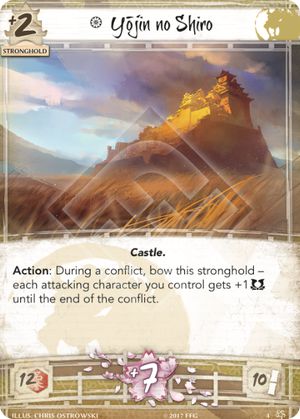 +2
STRONGHOLD
Yōjin no Shiro
Castle.
Action: During a conflict, bow this stronghold –
each attacking character you control gets +1
until the end of the conflict.
12
+7
10
ILLUS: CHRIS OSTROWSKI
© 2017 FFG